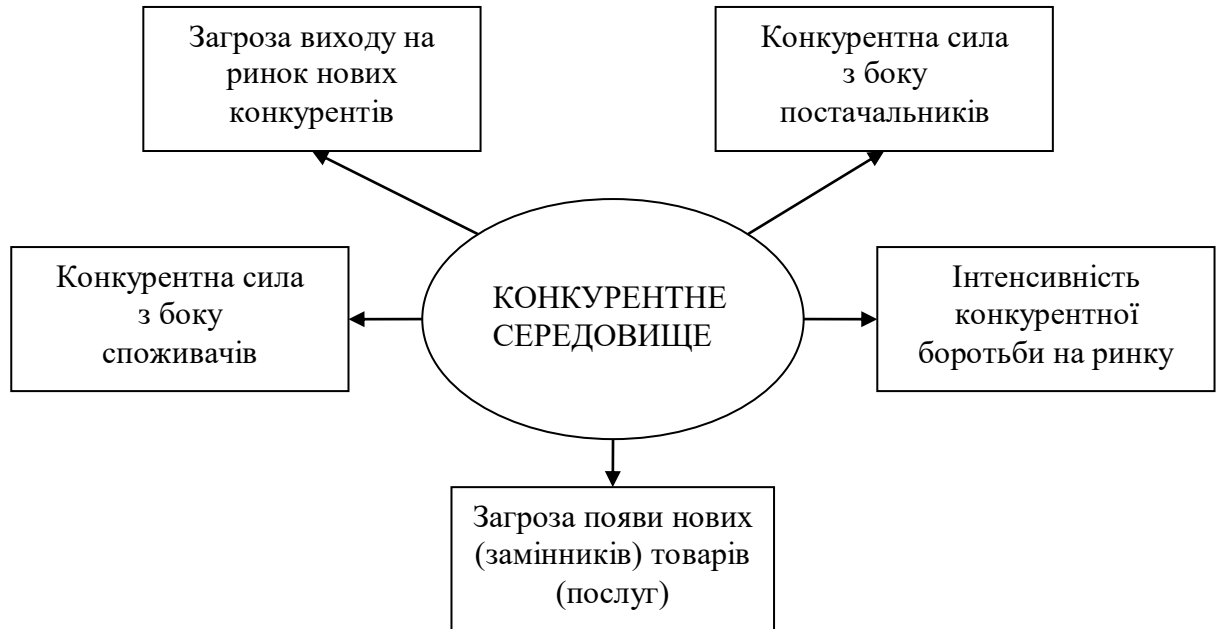 Загроза виходу на
ринок нових
конкурентів
Конкурентна сила
з боку
постачальників
Конкурентна сила
з боку
споживачів
КОНКУРЕНТНЕ
СЕРЕДОВИЩЕ
Інтенсивність
конкурентної
боротьби на ринку
Загроза появи нових
(замінників) товарів
(послуг)